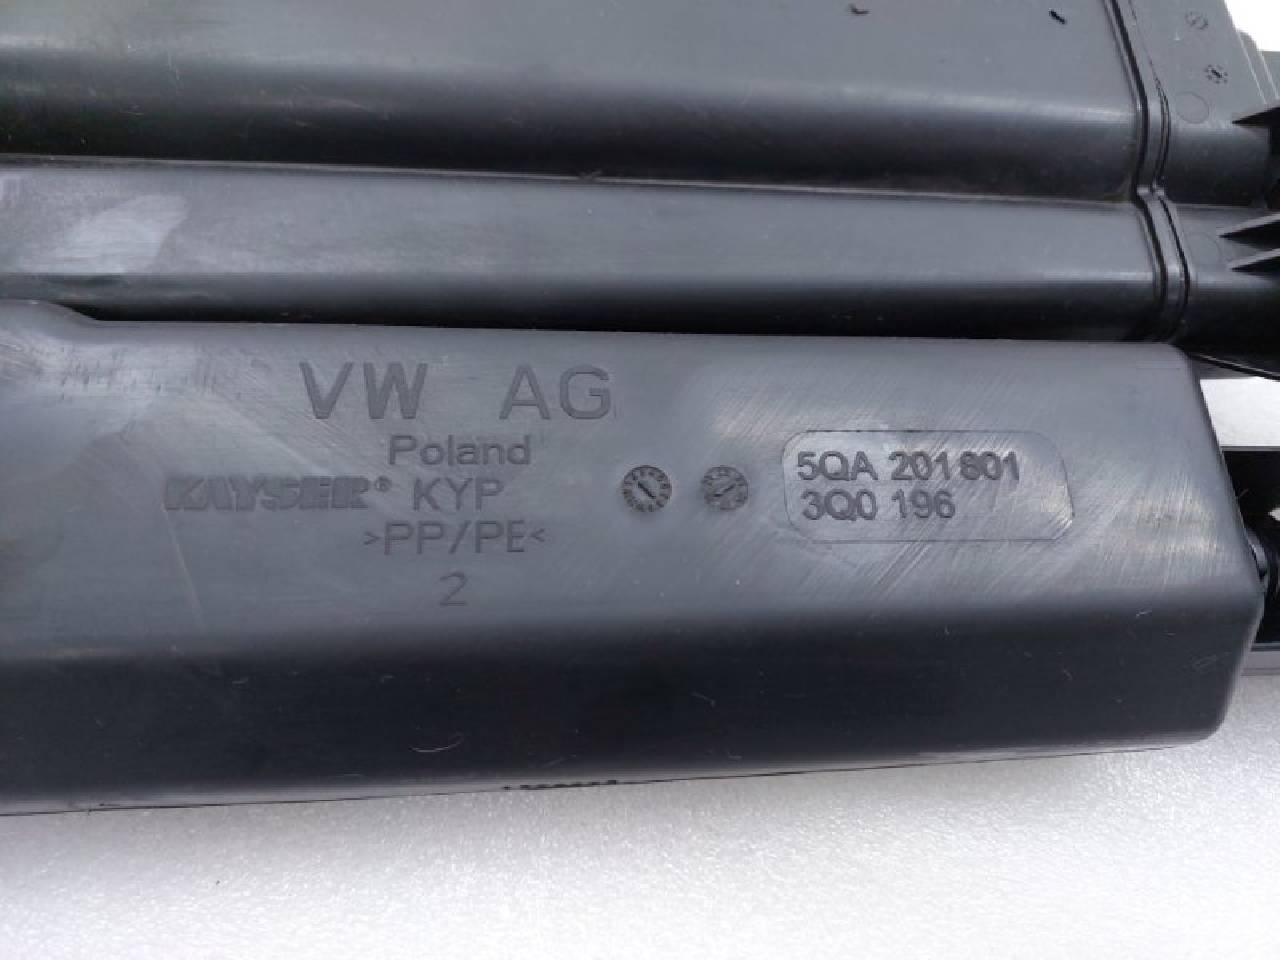 VW AG
Poland
KAYSER® KYP
>PP/PE<
2
5QA 201 801
3Q0 196